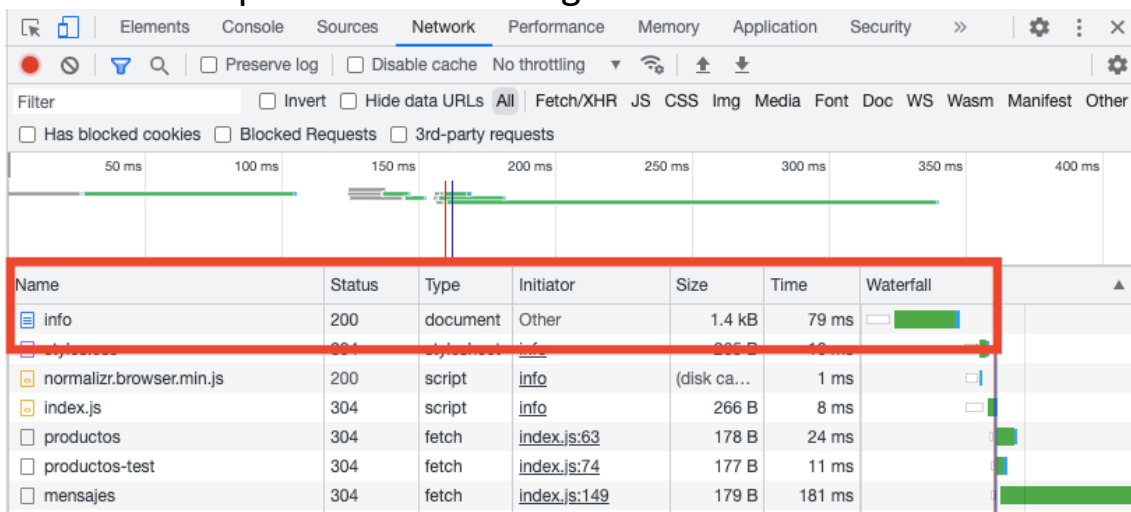 Elements Console Sources Network Performance Memory Application Security »
Preserve log Disable cache No throttling
Filter Invert Hide data URLs All Fetch/XHR JS CSS Img Media Font Doc WS Wasm Manifest Other
Has blocked cookies Blocked Requests 3rd-party requests
50 ms 100 ms 150 ms 200 ms 250 ms 300 ms 350 ms 400 ms
Name Status Type Initiator Size Time Waterfall
info 200 document Other 1.4 kB 79 ms
normalizr.browser.min.js 200 script info (disk ca... 1 ms
index.js 304 script info 266 B 8 ms
productos 304 fetch index.js:63 178 B 24 ms
productos-test 304 fetch index.js:74 177 B 11 ms
mensajes 304 fetch index.js:149 179 B 181 ms